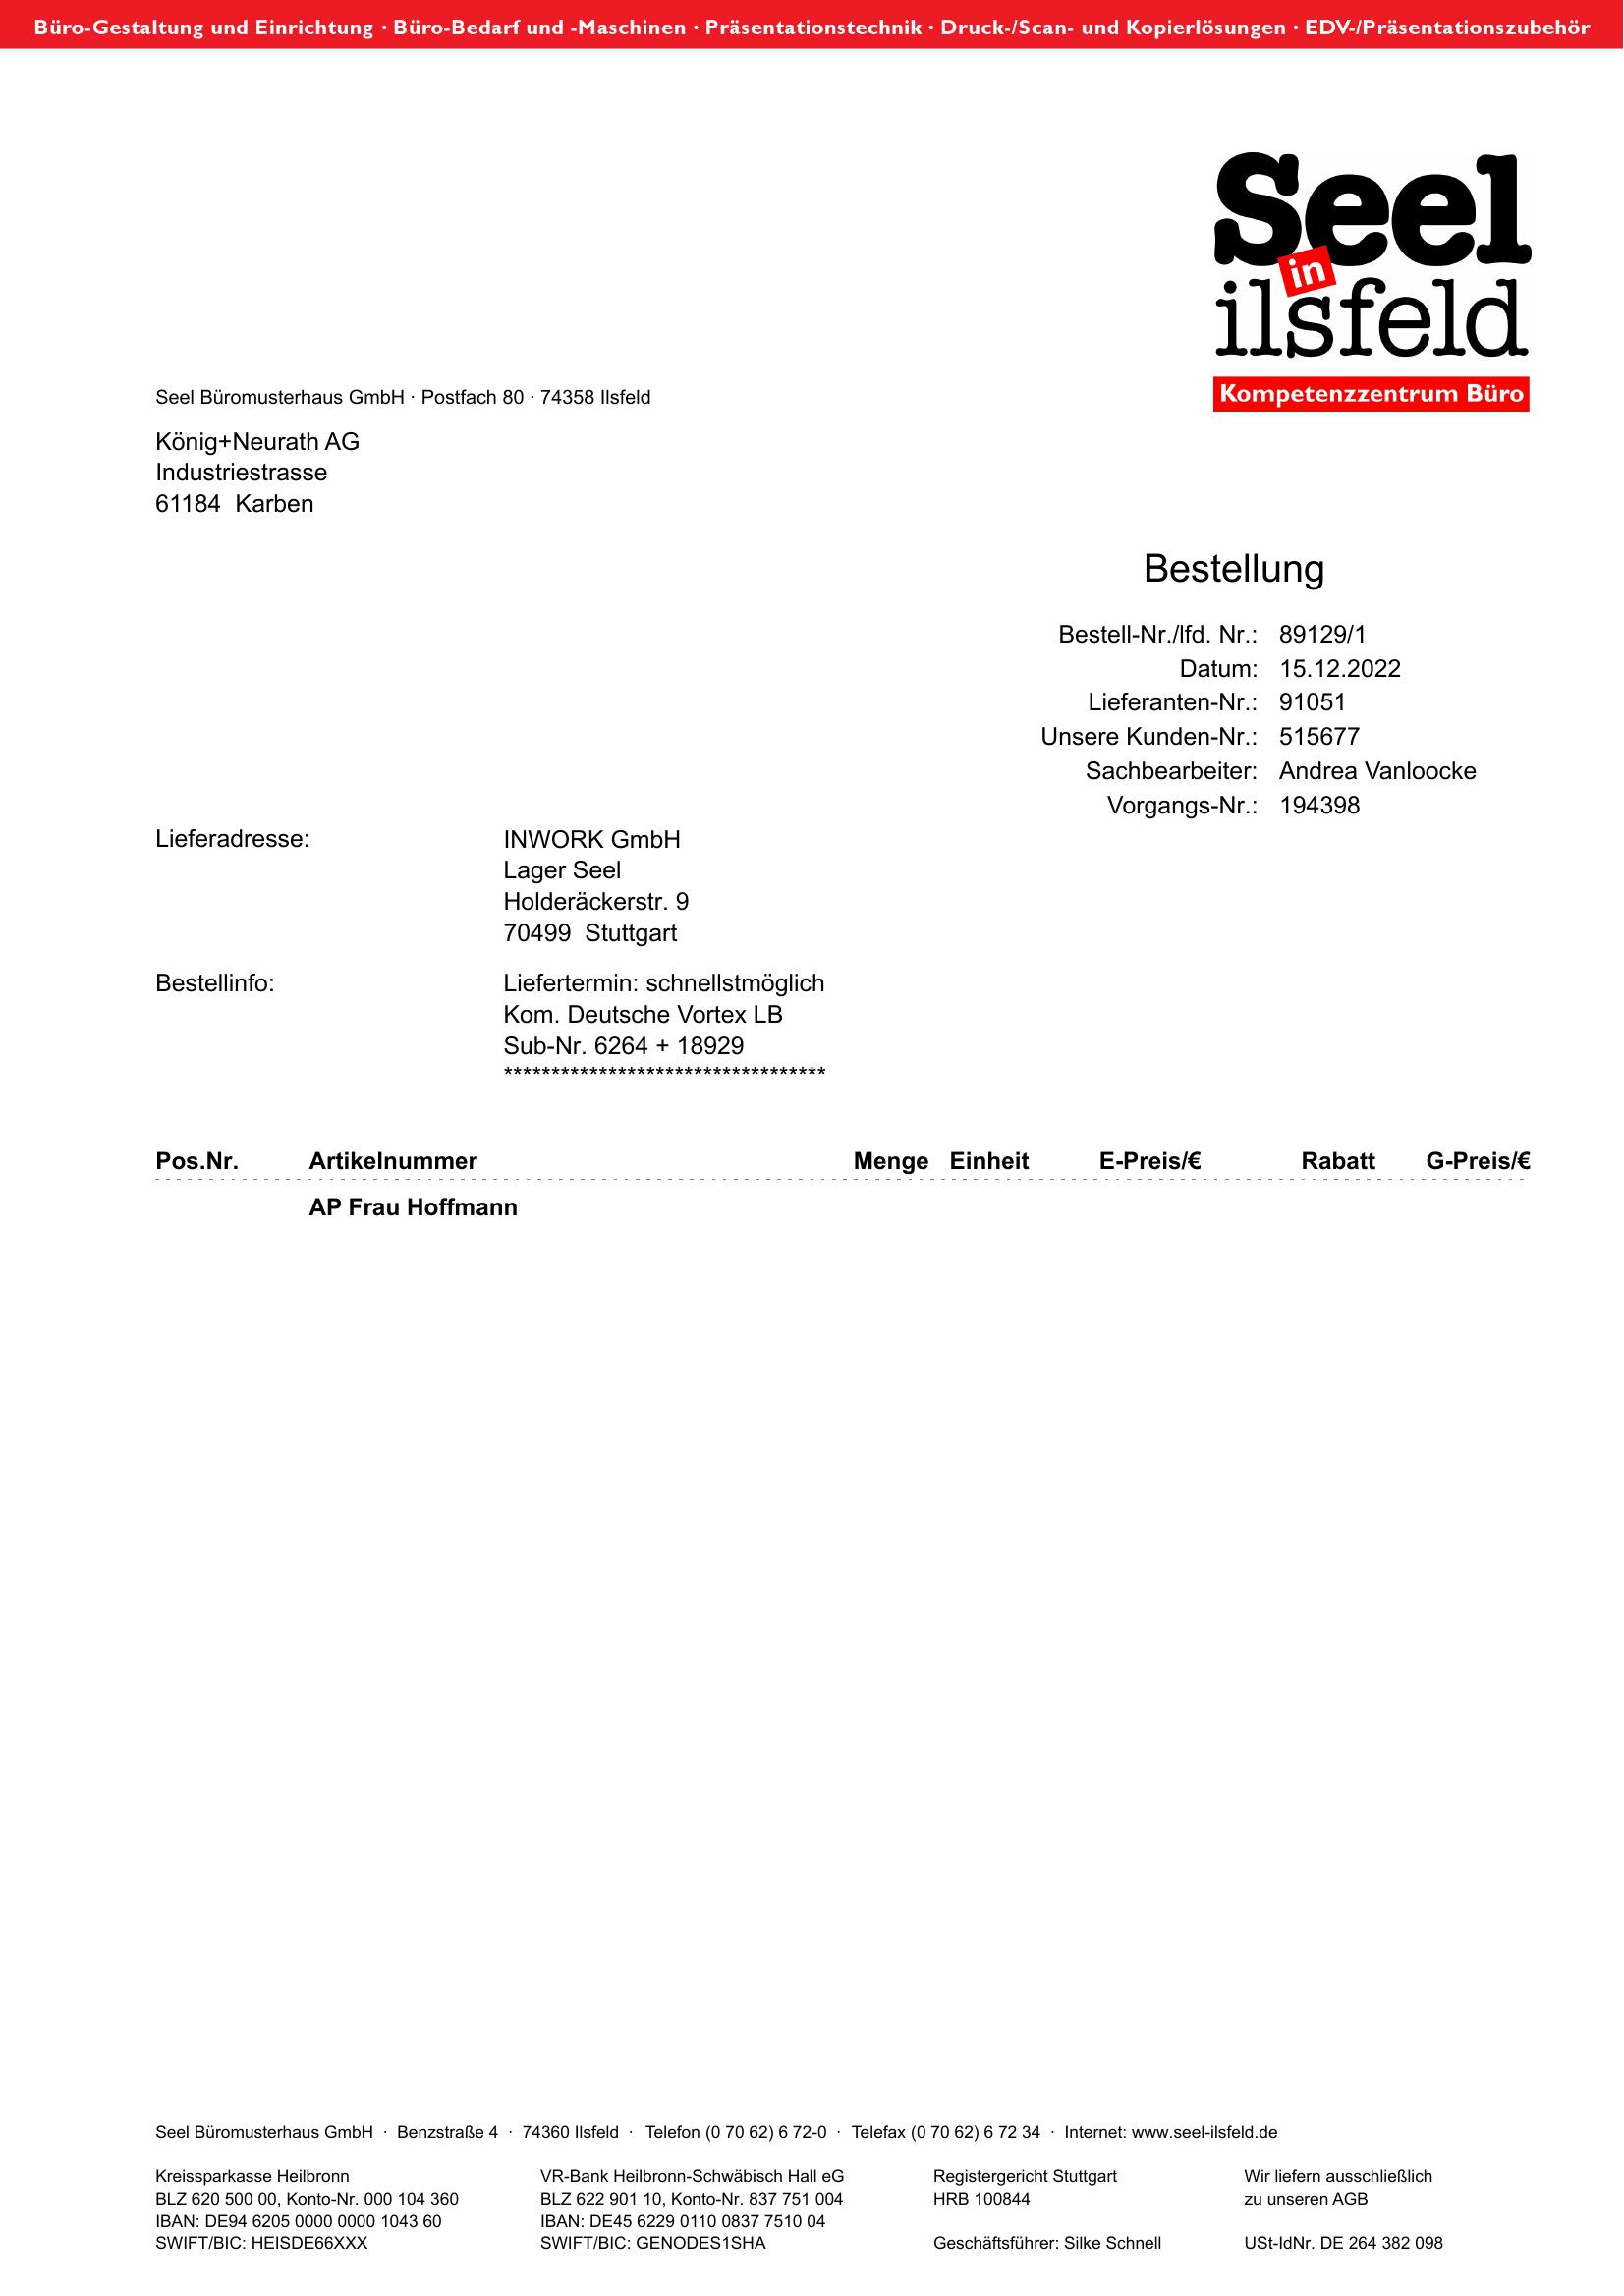 Büro-Gestaltung und Einrichtung · Büro-Bedarf und -Maschinen · Präsentationstechnik · Druck-/Scan- und Kopierlösungen · EDV-/Präsentationszubehör
Seel
in
ilsfeld
Kompetenzzentrum Büro
Seel Büromusterhaus GmbH · Postfach 80 · 74358 Ilsfeld
König+Neurath AG
Industriestrasse
61184 Karben
Bestellung
Bestell-Nr./lfd. Nr.: 89129/1
Datum: 15.12.2022
Lieferanten-Nr.: 91051
Unsere Kunden-Nr.: 515677
Sachbearbeiter: Andrea Vanloocke
Vorgangs-Nr.: 194398
Lieferadresse: INWORK GmbH
Lager Seel
Holderäckerstr. 9
70499 Stuttgart
Bestellinfo: Liefertermin: schnellstmöglich
Kom. Deutsche Vortex LB
Sub-Nr. 6264 + 18929
**********************************
Pos.Nr. Artikelnummer Menge Einheit E-Preis/€ Rabatt G-Preis/€
AP Frau Hoffmann
Seel Büromusterhaus GmbH · Benzstraße 4 · 74360 Ilsfeld · Telefon (0 70 62) 6 72-0 · Telefax (0 70 62) 6 72 34 · Internet: www.seel-ilsfeld.de
Kreissparkasse Heilbronn VR-Bank Heilbronn-Schwäbisch Hall eG Registergericht Stuttgart Wir liefern ausschließlich
BLZ 620 500 00, Konto-Nr. 000 104 360 BLZ 622 901 10, Konto-Nr. 837 751 004 HRB 100844 zu unseren AGB
IBAN: DE94 6205 0000 0000 1043 60 IBAN: DE45 6229 0110 0837 7510 04
SWIFT/BIC: HEISDE66XXX SWIFT/BIC: GENODES1SHA Geschäftsführer: Silke Schnell USt-IdNr. DE 264 382 098